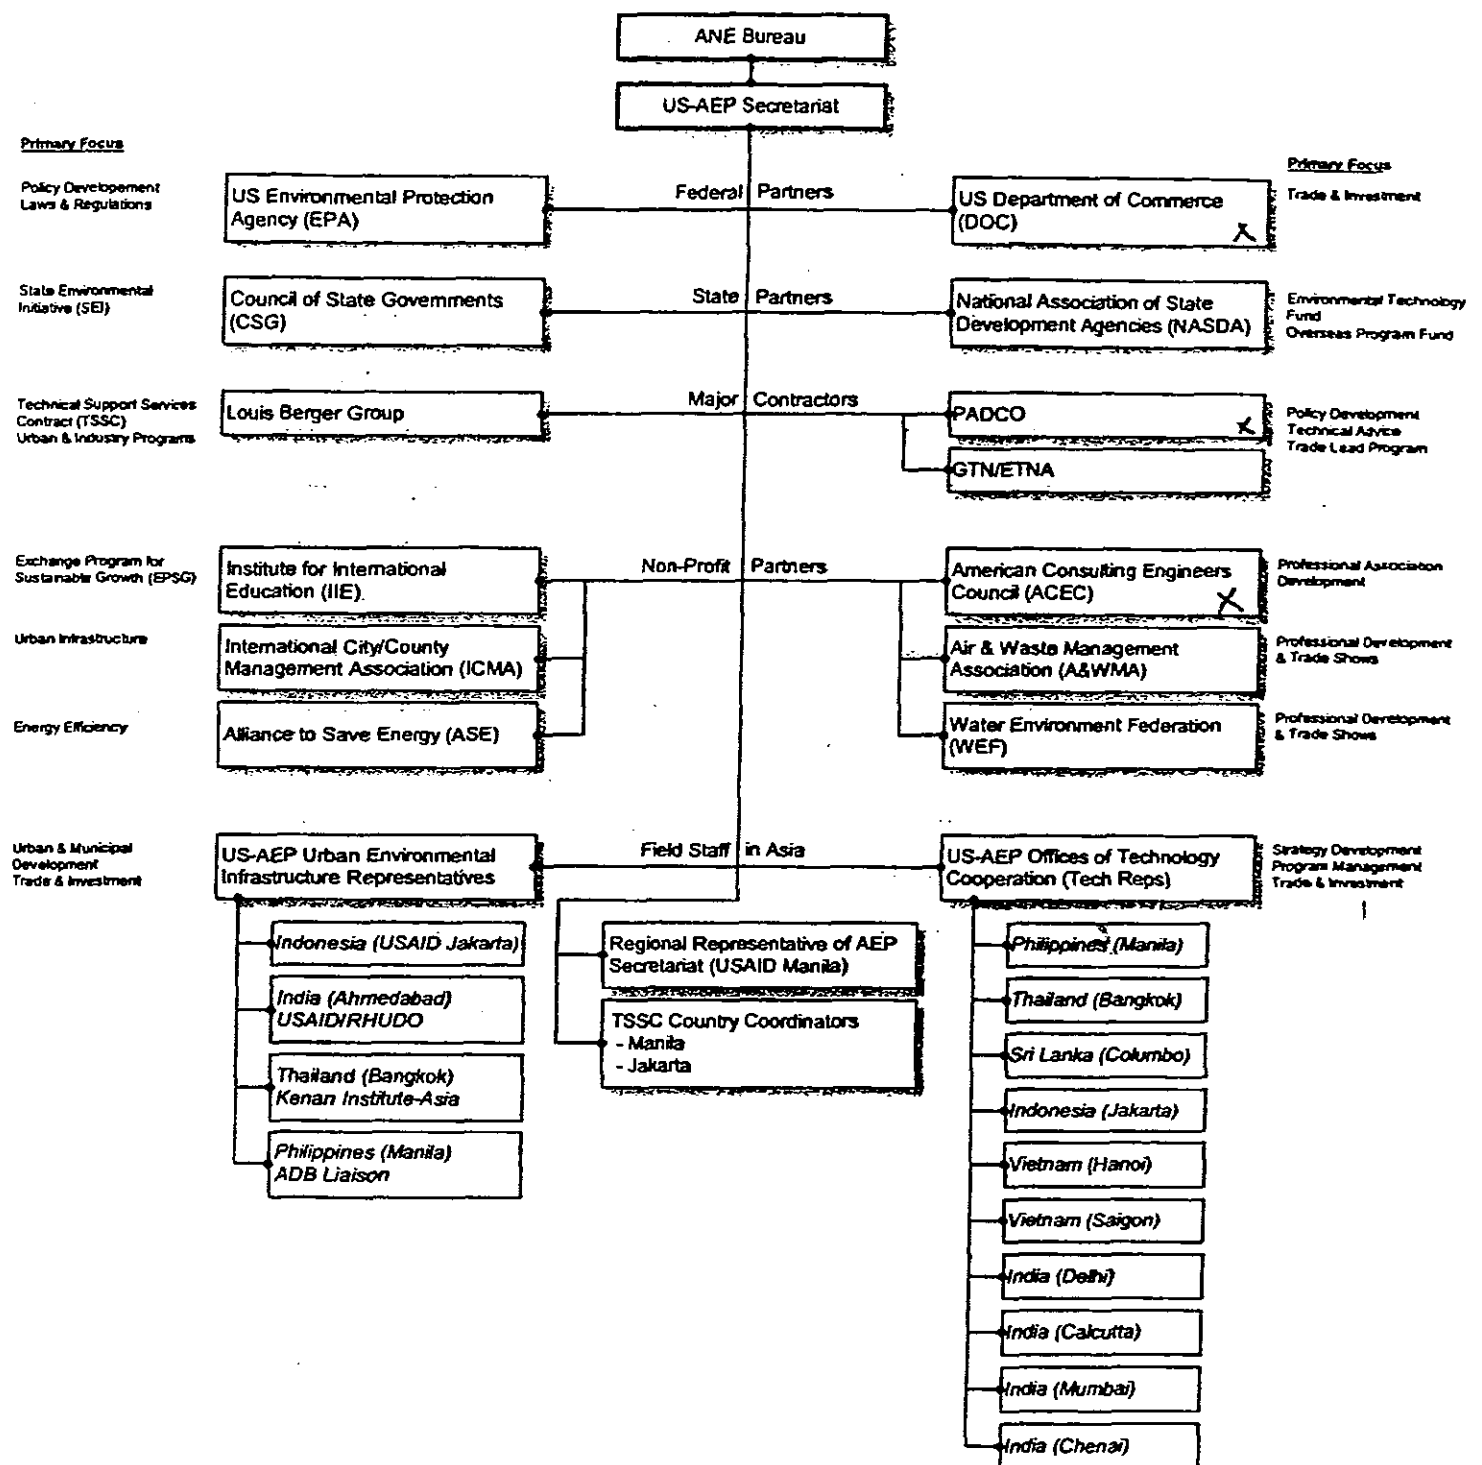 ANE Bureau
US-AEP Secretariat
Primary Focus
Primary Focus
Policy Developement
Laws & Regulations
US Environmental Protection
Agency (EPA)
Federal Partners
US Department of Commerce
(DOC)
X
Trade & Investment
State Environmental
Initiative (SEI)
Council of State Governments
(CSG)
State Partners
National Association of State
Development Agencies (NASDA)
Environmental Technology
Fund
Overseas Program Fund
Technical Support Services
Contract (TSSC)
Urban & Industry Programs
Louis Berger Group
Major Contractors
PADCO
X
GTN/ETNA
Policy Development
Technical Advice
Trade Lead Program
Exchange Program for
Sustainable Growth (EPSG)
Institute for International
Education (IIE)
Non-Profit Partners
American Consulting Engineers
Council (ACEC)
X
Professional Association
Development
Urban Infrastructure
International City/County
Management Association (ICMA)
Air & Waste Management
Association (A&WMA)
Professional Development
& Trade Shows
Energy Efficiency
Alliance to Save Energy (ASE)
Water Environment Federation
(WEF)
Professional Development
& Trade Shows
Urban & Municipal
Development
Trade & Investment
US-AEP Urban Environmental
Infrastructure Representatives
Field Staff in Asia
US-AEP Offices of Technology
Cooperation (Tech Reps)
Strategy Development
Program Management
Trade & Investment
Indonesia (USAID Jakarta)
India (Ahmedabad)
USAID/RHUDO
Thailand (Bangkok)
Kenan Institute-Asia
Philippines (Manila)
ADB Liaison
Regional Representative of AEP
Secretariat (USAID Manila)
TSSC Country Coordinators
- Manila
- Jakarta
Philippines (Manila)
Thailand (Bangkok)
Sri Lanka (Columbo)
Indonesia (Jakarta)
Vietnam (Hanoi)
Vietnam (Saigon)
India (Delhi)
India (Calcutta)
India (Mumbai)
India (Chenai)